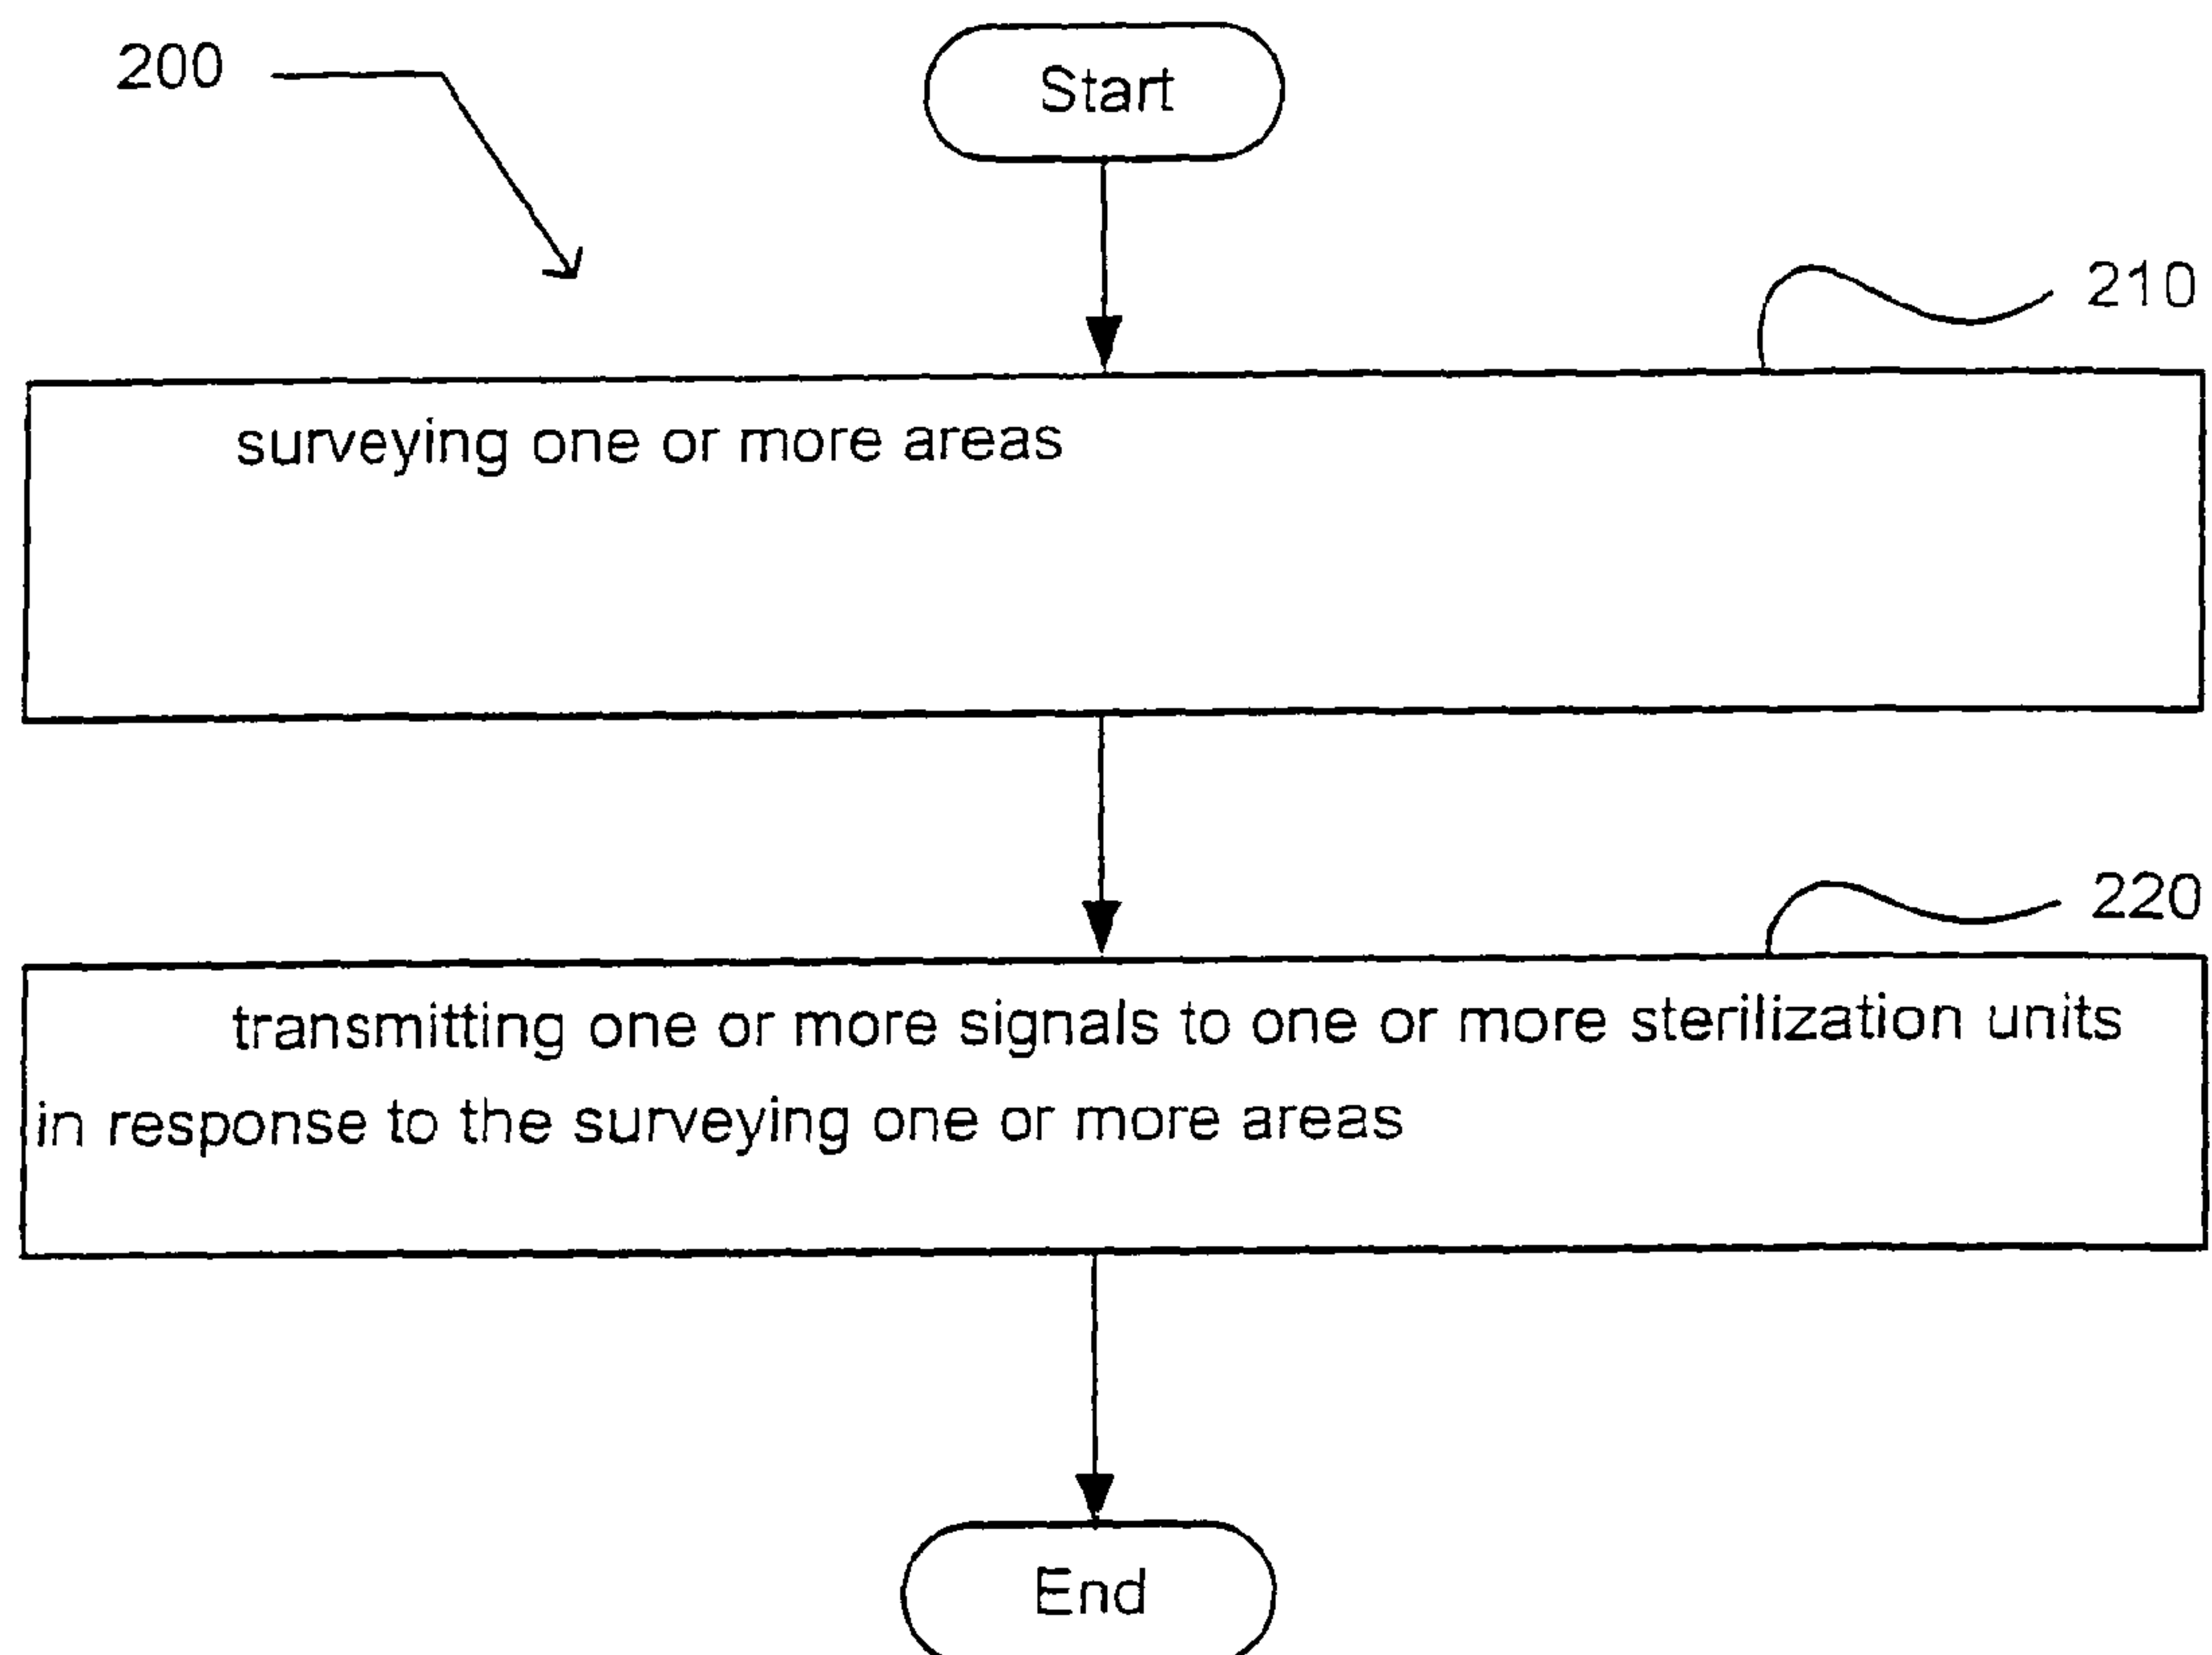 200
Start
210
surveying one or more areas
220
transmitting one or more signals to one or more sterilization units
in response to the surveying one or more areas
End